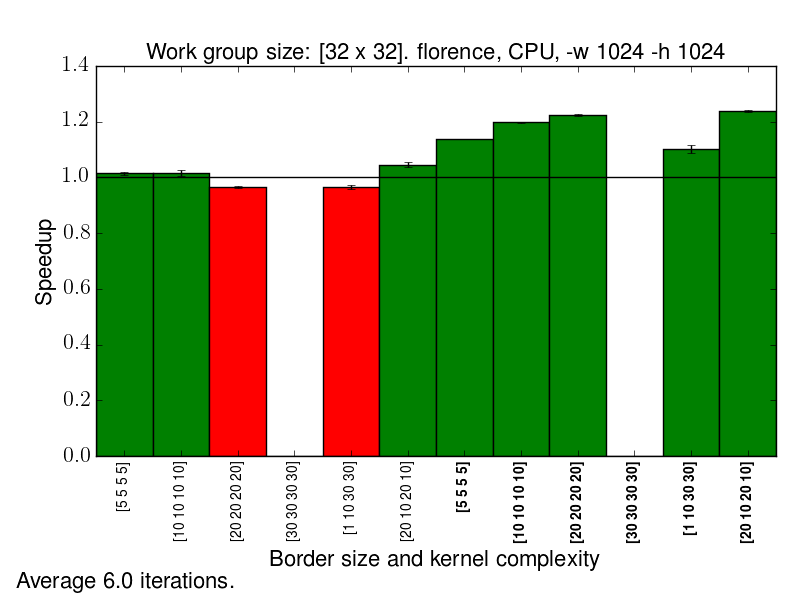 Work group size: [32 x 32]. florence, CPU, -w 1024 -h 1024
1.4
1.2
1.0
0.8
0.6
0.4
0.2
0.0
Speedup
[5 5 5 5]
[10 10 10 10]
[20 20 20 20]
[30 30 30 30]
[1 10 30 30]
[20 10 20 10]
[5 5 5 5]
[10 10 10 10]
[20 20 20 20]
[30 30 30 30]
[1 10 30 30]
[20 10 20 10]
Border size and kernel complexity
Average 6.0 iterations.